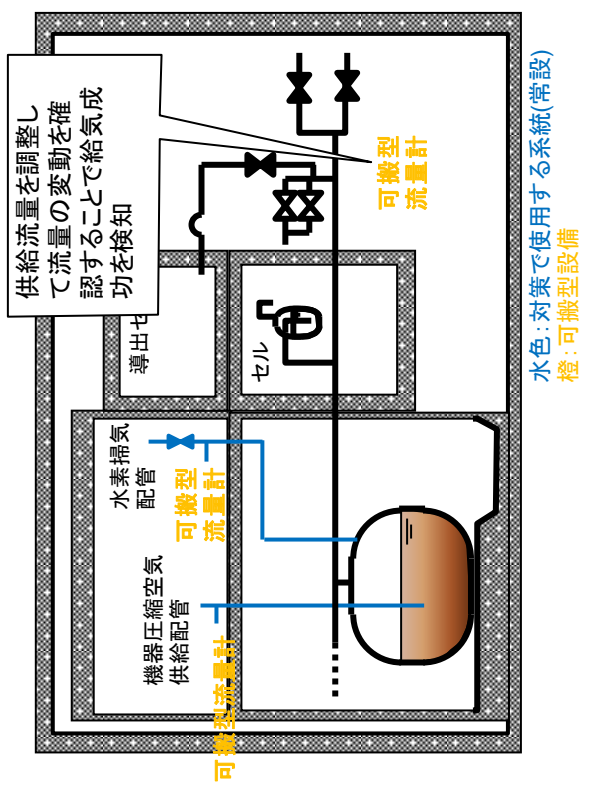 供給流量を調整し
て流量の変動を確
認することで給気成
功を検知
可搬型
流量計
導出セ
セル
水素掃気
配管
可搬型
流量計
機器圧縮空気
供給配管
可搬型流量計
水色：対策で使用する系統(常設)
橙：可搬型設備